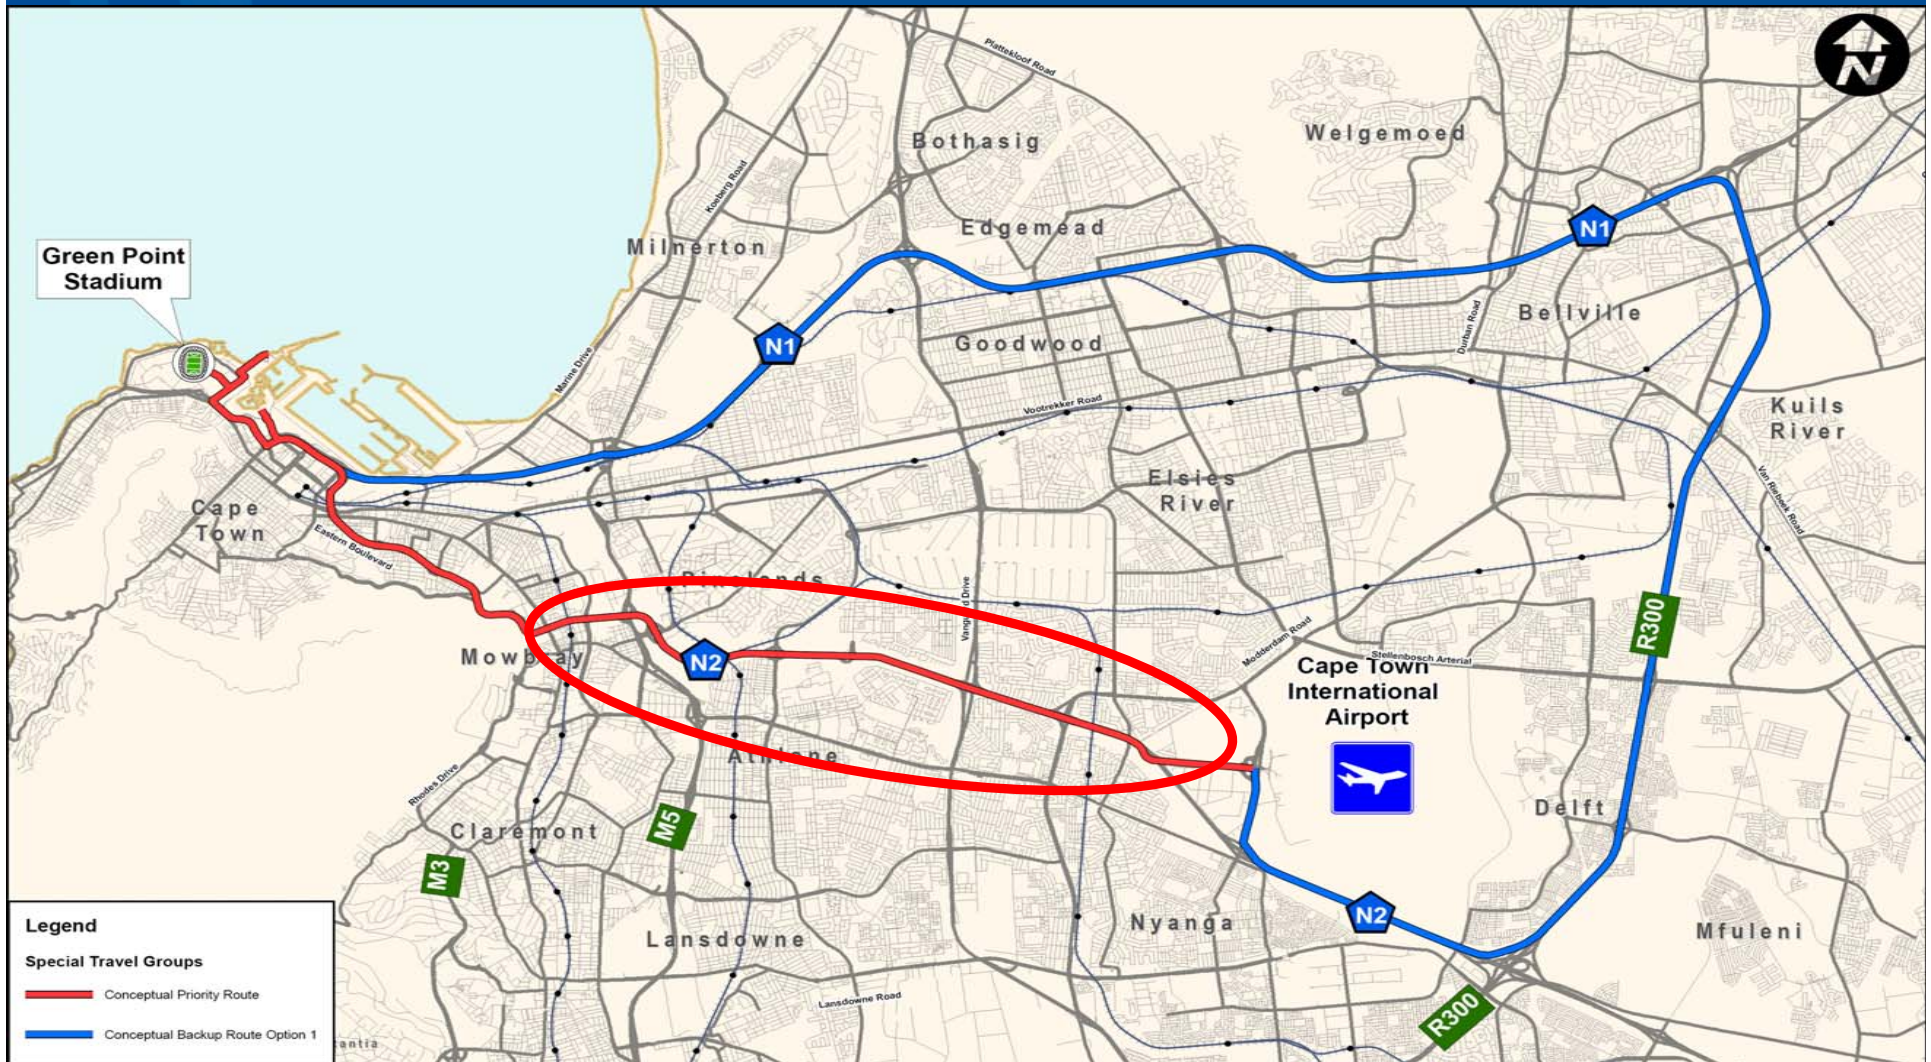 N
Plattekloof Road
Bothasig
Welgemoed
Koeberg Road
Edgemead
N1
Milnerton
Green Point
Stadium
Bellville
Durban Road
N1
Goodwood
Marine Drive
Vootrekker Road
Kuils
River
Elsies
River
Van Riebeek Road
Cape
Town
Eastern Boulevard
Pinelands
Vanguard Drive
R300
Modderdam Road
Mowbray
N2
Stellenbosch Arterial
Cape Town
International
Airport
Athlone
Rhodes Drive
Delft
Claremont
M5
M3
N2
Nyanga
Mfuleni
Lansdowne
Lansdowne Road
R300
Legend
Special Travel Groups
Conceptual Priority Route
Conceptual Backup Route Option 1
antia